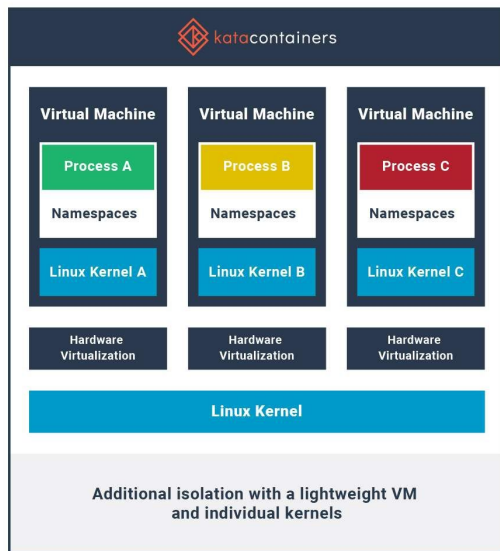 katacontainers
Virtual Machine
Process A
Namespaces
Linux Kernel A
Virtual Machine
Process B
Namespaces
Linux Kernel B
Virtual Machine
Process C
Namespaces
Linux Kernel C
Hardware
Virtualization
Hardware
Virtualization
Hardware
Virtualization
Linux Kernel
Additional isolation with a lightweight VM
and individual kernels